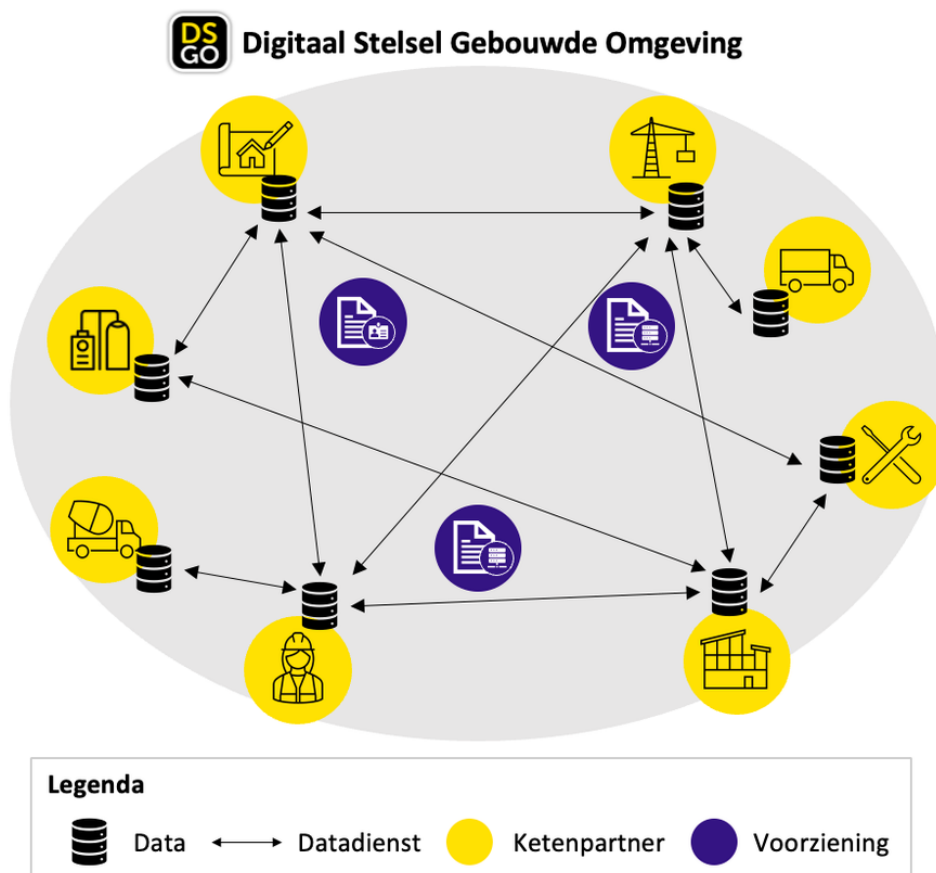 DS
GO
Digitaal Stelsel Gebouwde Omgeving
Legenda
Data
Datadienst
Ketenpartner
Voorziening